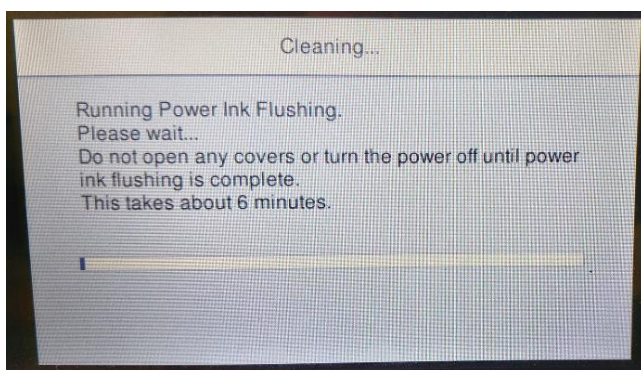 Cleaning...
Running Power Ink Flushing.
Please wait...
Do not open any covers or turn the power off until power
ink flushing is complete.
This takes about 6 minutes.